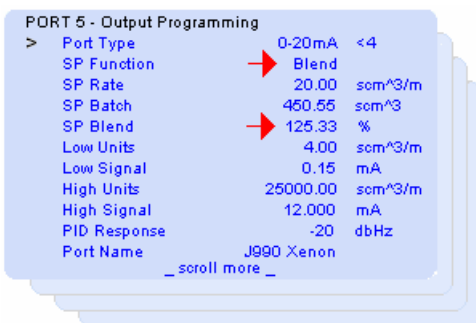 PORT 5 - Output Programming
> Port Type 0-20mA <4
SP Function Blend
SP Rate 20.00 scm^3/m
SP Batch 450.55 scm^3
SP Blend 125.33 %
Low Units 4.00 scm^3/m
Low Signal 0.15 mA
High Units 25000.00 scm^3/m
High Signal 12.000 mA
PID Response -20 dbHz
Port Name J990 Xenon
_ scroll more _